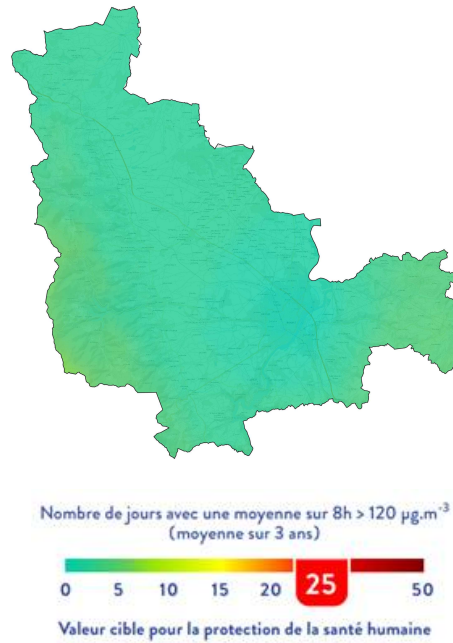 Nombre de jours avec une moyenne sur 8h > 120 µg.m⁻³
(moyenne sur 3 ans)
0 5 10 15 20 25 50
Valeur cible pour la protection de la santé humaine